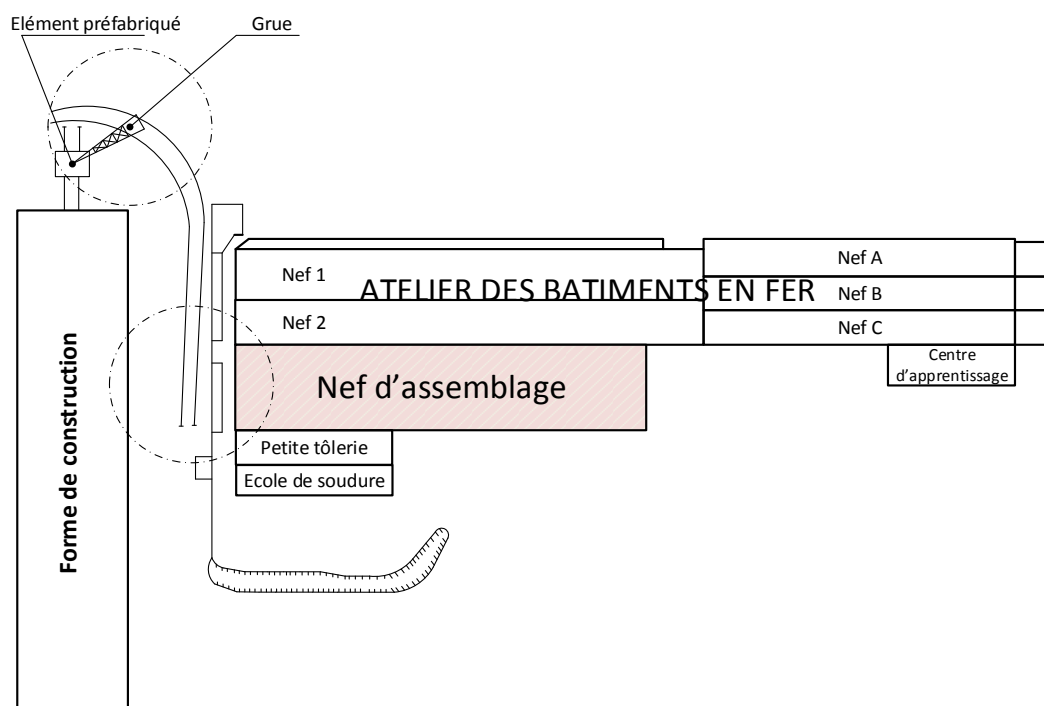 Elément préfabriqué
Grue
Nef A
Nef 1
ATELIER DES BATIMENTS EN FER
Nef B
Nef 2
Nef C
Centre
d'apprentissage
Nef d'assemblage
Petite tôlerie
Ecole de soudure
Forme de construction